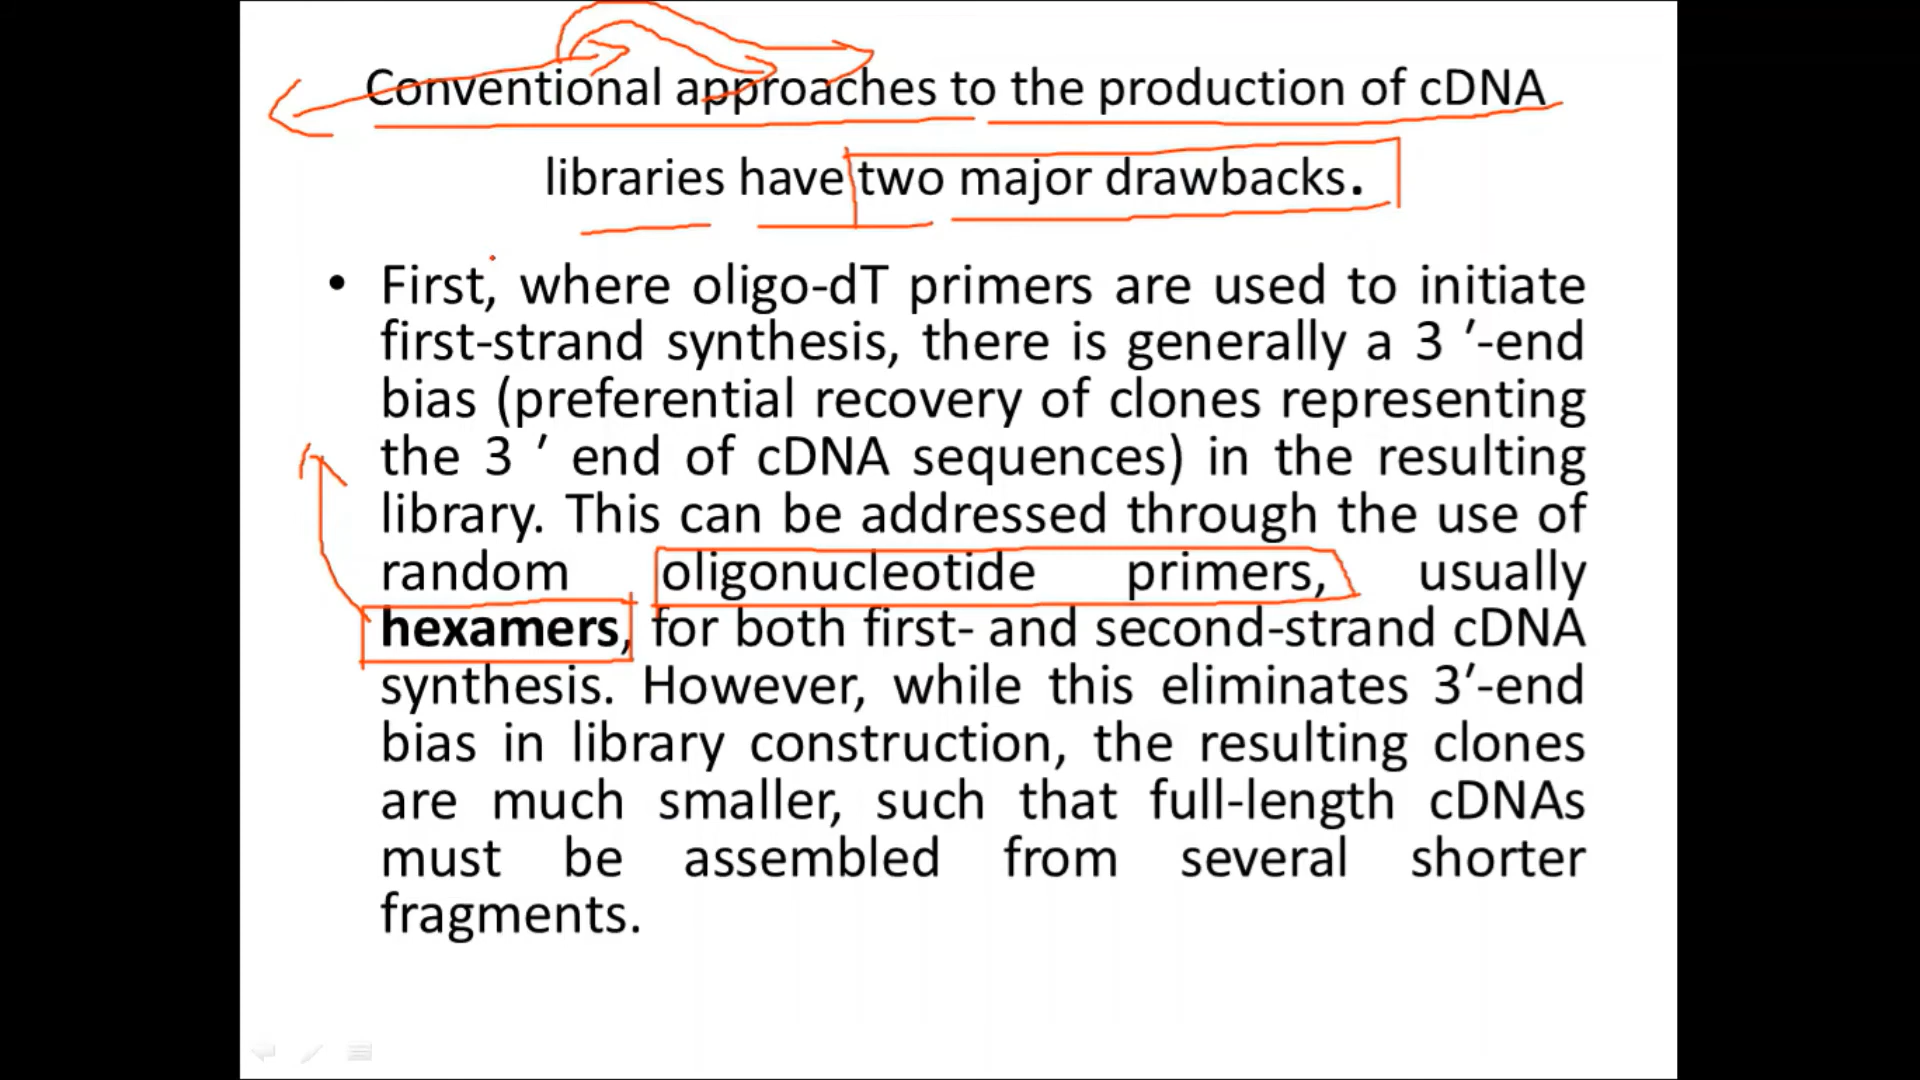 Conventional approaches to the production of cDNA
libraries have two major drawbacks.
• First, where oligo-dT primers are used to initiate
first-strand synthesis, there is generally a 3 ′-end
bias (preferential recovery of clones representing
the 3 ′ end of cDNA sequences) in the resulting
library. This can be addressed through the use of
random oligonucleotide primers, usually
hexamers, for both first- and second-strand cDNA
synthesis. However, while this eliminates 3′-end
bias in library construction, the resulting clones
are much smaller, such that full-length cDNAs
must be assembled from several shorter
fragments.